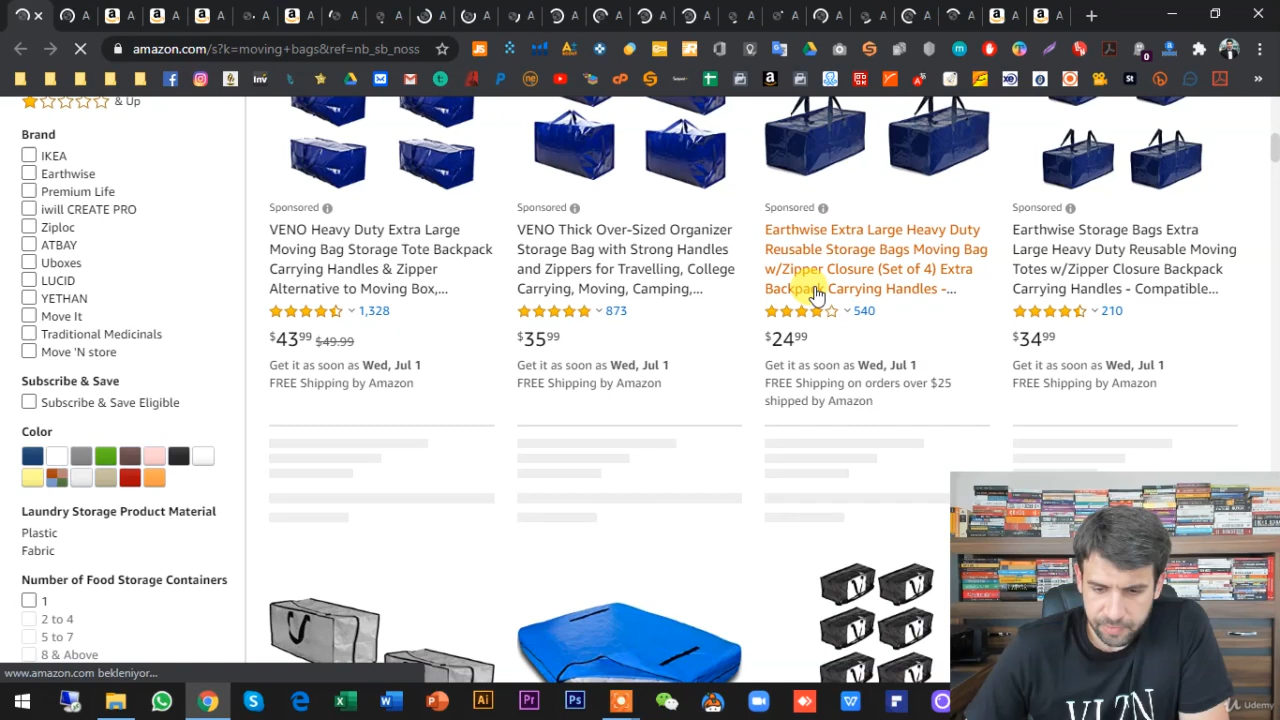 amazon.com/s?k=moving+bags&ref=nb_sb_noss
& Up
Brand
IKEA
Earthwise
Premium Life
iwill CREATE PRO
Ziploc
ATBAY
Uboxes
LUCID
YETHAN
Move It
Traditional Medicinals
Move 'N store
Subscribe & Save
Subscribe & Save Eligible
Color
Laundry Storage Product Material
Plastic
Fabric
Number of Food Storage Containers
1
2 to 4
5 to 7
8 & Above
Sponsored
VENO Heavy Duty Extra Large
Moving Bag Storage Tote Backpack
Carrying Handles & Zipper
Alternative to Moving Box,...
1,328
$43.99 $49.99
Get it as soon as Wed, Jul 1
FREE Shipping by Amazon
Sponsored
VENO Thick Over-Sized Organizer
Storage Bag with Strong Handles
and Zippers for Travelling, College
Carrying, Moving, Camping,...
873
$35.99
Get it as soon as Wed, Jul 1
FREE Shipping by Amazon
Sponsored
Earthwise Extra Large Heavy Duty
Reusable Storage Bags Moving Bag
w/Zipper Closure (Set of 4) Extra
Backpack Carrying Handles -...
540
$24.99
Get it as soon as Wed, Jul 1
FREE Shipping on orders over $25
shipped by Amazon
Sponsored
Earthwise Storage Bags Extra
Large Heavy Duty Reusable Moving
Totes w/Zipper Closure Backpack
Carrying Handles - Compatible...
210
$34.99
Get it as soon as Wed, Jul 1
FREE Shipping by Amazon
www.amazon.com bekleniyor...
VLZN
Udemy